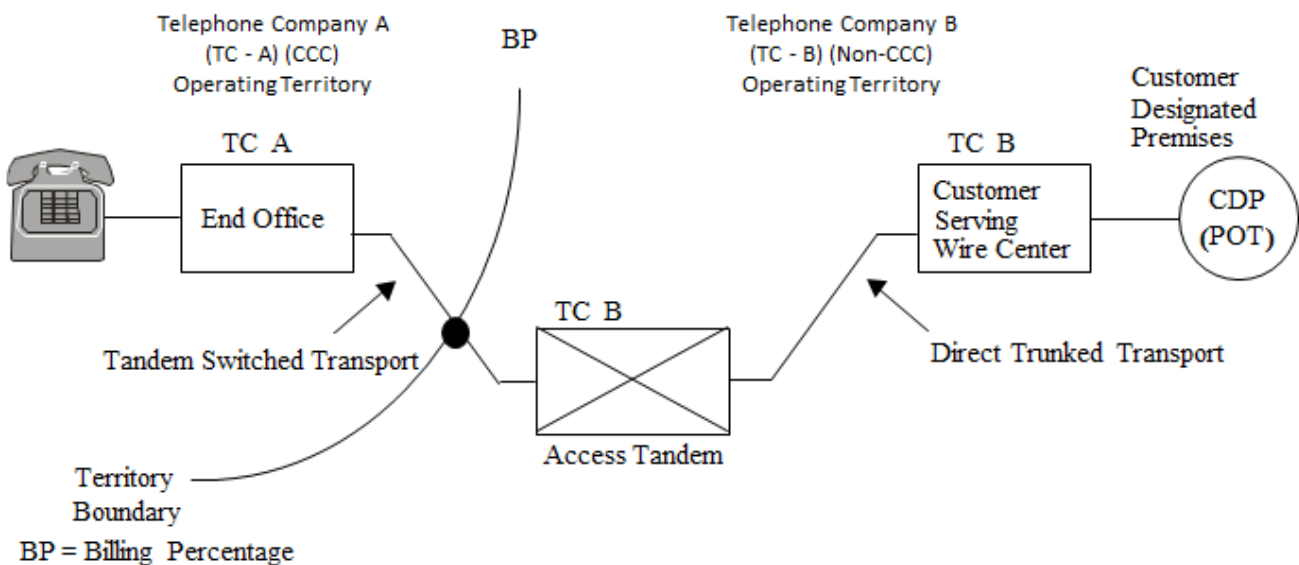 Telephone Company A
(TC - A) (CCC)
Operating Territory
BP
Telephone Company B
(TC - B) (Non-CCC)
Operating Territory
Customer
Designated
Premises
TC A
End Office
TC B
Customer
Serving
Wire Center
CDP
(POT)
TC B
Tandem Switched Transport
Direct Trunked Transport
Access Tandem
Territory
Boundary
BP = Billing Percentage